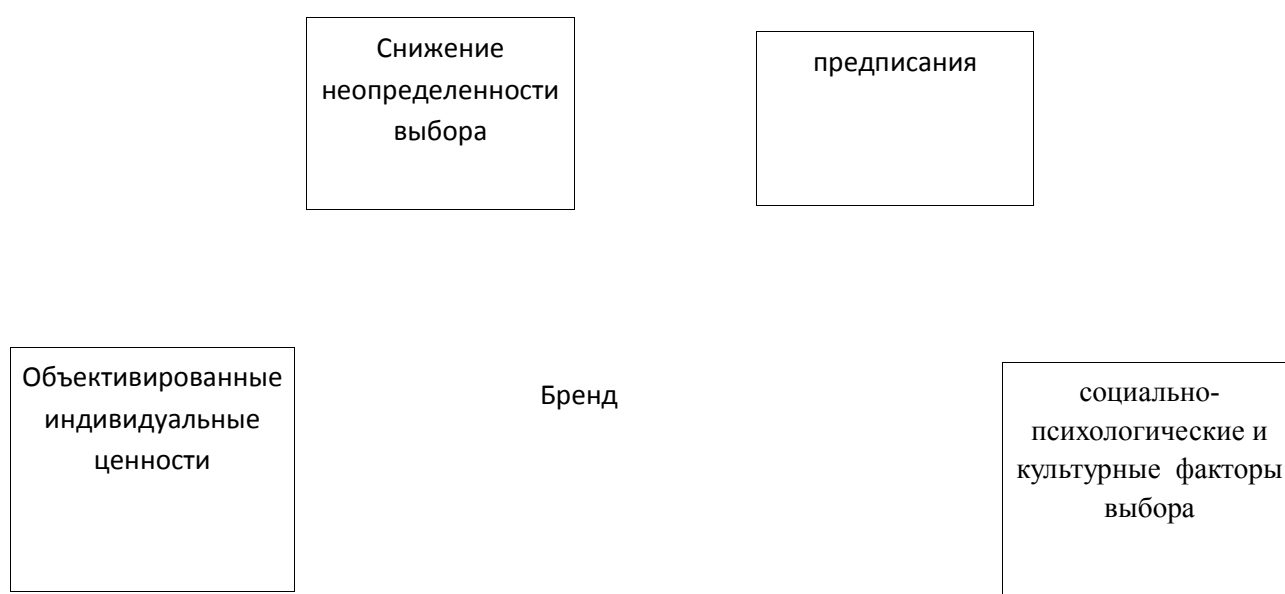 Снижение
неопределенности
выбора
предписания
Объективированные
индивидуальные
ценности
Бренд
социально-
психологические и
культурные факторы
выбора